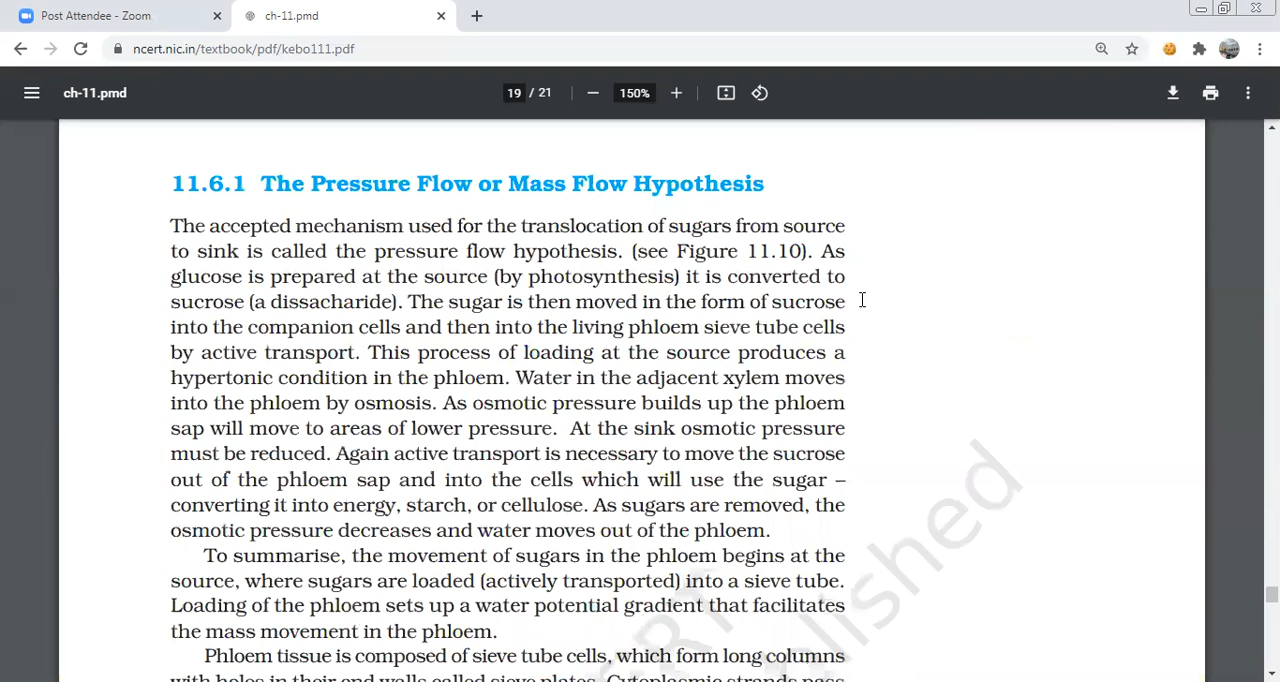 Post Attendee - Zoom
ch-11.pmd
ncert.nic.in/textbook/pdf/kebo111.pdf
ch-11.pmd
19 / 21
150%
11.6.1 The Pressure Flow or Mass Flow Hypothesis
The accepted mechanism used for the translocation of sugars from source
to sink is called the pressure flow hypothesis. (see Figure 11.10). As
glucose is prepared at the source (by photosynthesis) it is converted to
sucrose (a dissacharide). The sugar is then moved in the form of sucrose
into the companion cells and then into the living phloem sieve tube cells
by active transport. This process of loading at the source produces a
hypertonic condition in the phloem. Water in the adjacent xylem moves
into the phloem by osmosis. As osmotic pressure builds up the phloem
sap will move to areas of lower pressure. At the sink osmotic pressure
must be reduced. Again active transport is necessary to move the sucrose
out of the phloem sap and into the cells which will use the sugar –
converting it into energy, starch, or cellulose. As sugars are removed, the
osmotic pressure decreases and water moves out of the phloem.
To summarise, the movement of sugars in the phloem begins at the
source, where sugars are loaded (actively transported) into a sieve tube.
Loading of the phloem sets up a water potential gradient that facilitates
the mass movement in the phloem.
Phloem tissue is composed of sieve tube cells, which form long columns
with holes in their end walls called sieve plates. Cytoplasmic strands pass